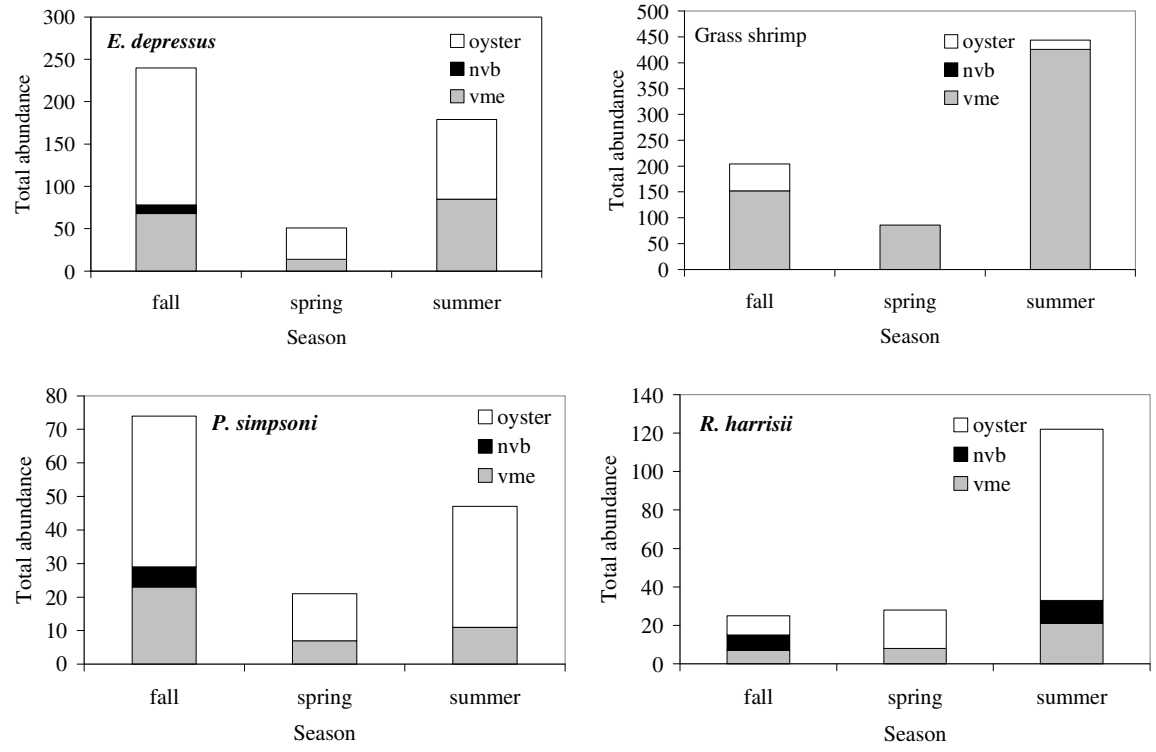 E. depressus
oyster
nvb
vme
Total abundance
300
250
200
150
100
50
0
fall spring summer
Season
Grass shrimp
oyster
nvb
vme
Total abundance
500
450
400
350
300
250
200
150
100
50
0
fall spring summer
Season
P. simpsoni
oyster
nvb
vme
Total abundance
80
70
60
50
40
30
20
10
0
fall spring summer
Season
R. harrisii
oyster
nvb
vme
Total abundance
140
120
100
80
60
40
20
0
fall spring summer
Season